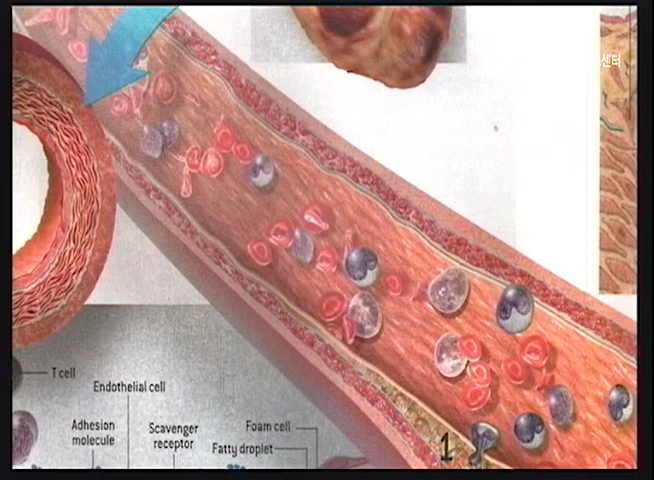 센터
T cell
Endothelial cell
Adhesion
molecule
Scavenger
receptor
Foam cell
Fatty droplet
1